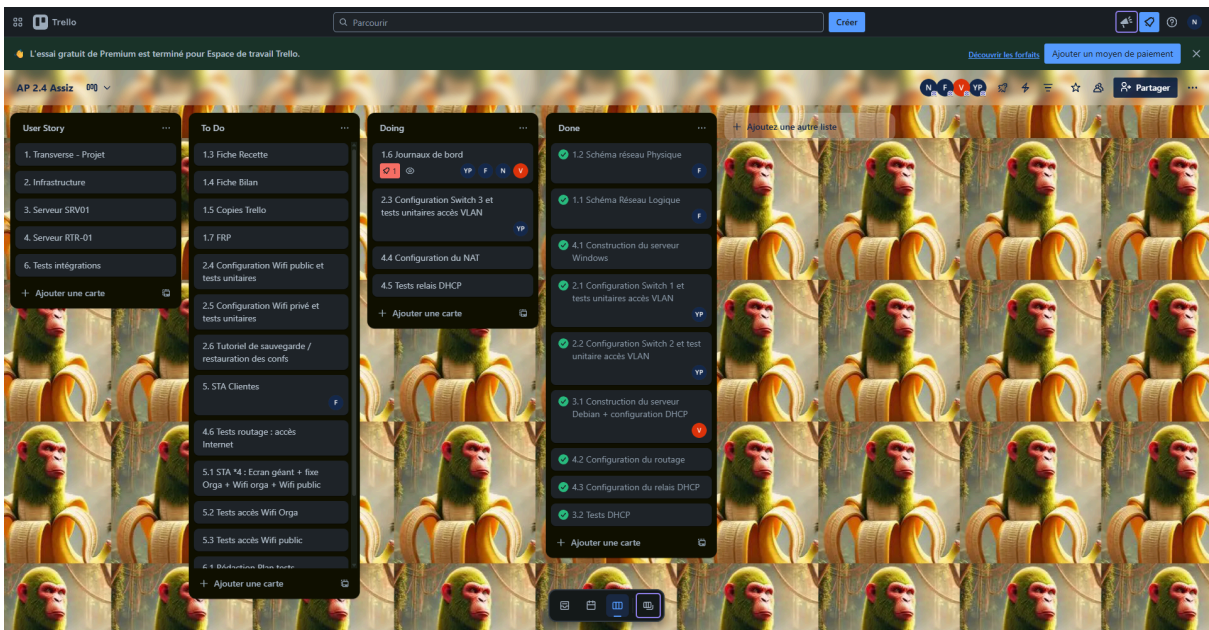 Trello
Parcourir
Créer
N
L'essai gratuit de Premium est terminé pour Espace de travail Trello.
Découvrir les forfaits
Ajouter un moyen de paiement
AP 2.4 Assiz
N F V YP
Partager
User Story
1. Transverse - Projet
2. Infrastructure
3. Serveur SRV01
4. Serveur RTR-01
6. Tests intégrations
+ Ajouter une carte
To Do
1.3 Fiche Recette
1.4 Fiche Bilan
1.5 Copies Trello
1.7 FRP
2.4 Configuration Wifi public et
tests unitaires
2.5 Configuration Wifi privé et
tests unitaires
2.6 Tutoriel de sauvegarde /
restauration des confs
5. STA Clientes
F
4.6 Tests routage : accès
Internet
5.1 STA *4 : Ecran géant + fixe
Orga + Wifi orga + Wifi public
5.2 Tests accès Wifi Orga
5.3 Tests accès Wifi public
6.1 Rédaction Plan tests
+ Ajouter une carte
Doing
1.6 Journaux de bord
1
YP F N V
2.3 Configuration Switch 3 et
tests unitaires accès VLAN
YP
4.4 Configuration du NAT
4.5 Tests relais DHCP
+ Ajouter une carte
Done
1.2 Schéma réseau Physique
F
1.1 Schéma Réseau Logique
F
4.1 Construction du serveur
Windows
2.1 Configuration Switch 1 et
tests unitaires accès VLAN
YP
2.2 Configuration Switch 2 et test
unitaire accès VLAN
YP
3.1 Construction du serveur
Debian + configuration DHCP
V
4.2 Configuration du routage
4.3 Configuration du relais DHCP
3.2 Tests DHCP
+ Ajouter une carte
+ Ajoutez une autre liste